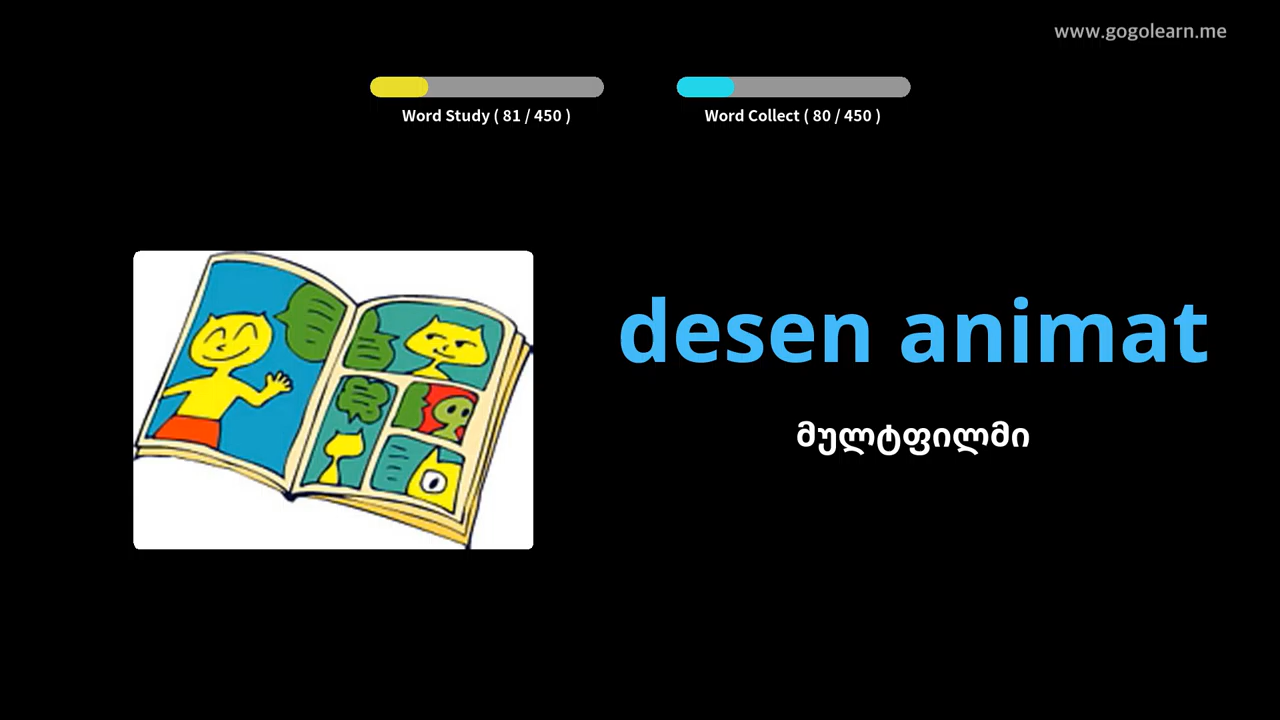 www.gogolearn.me
Word Study ( 81 / 450 )
Word Collect ( 80 / 450 )
desen animat
მულტფილმი